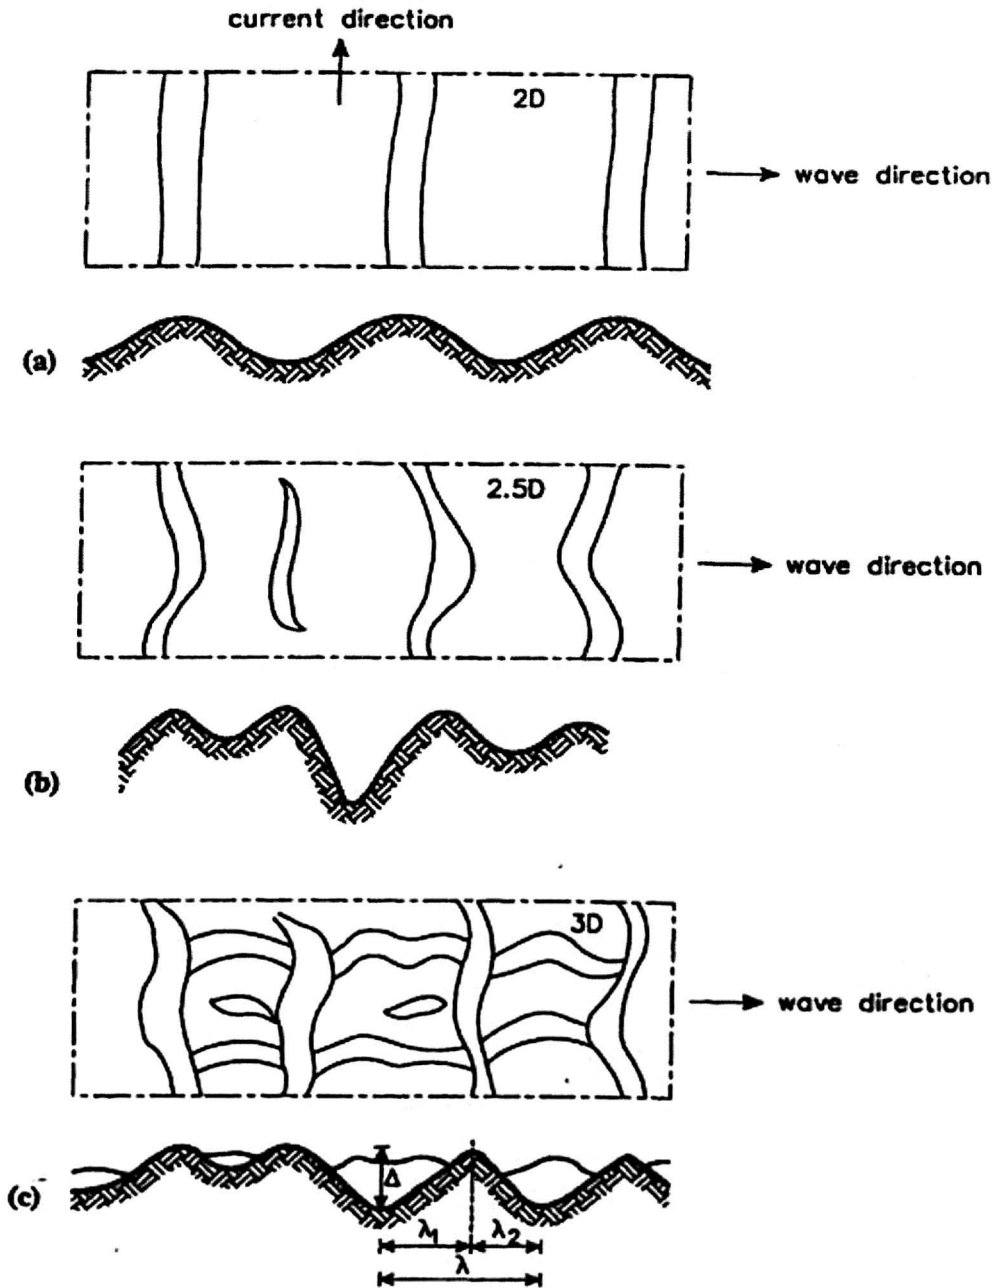 current direction
2D
wave direction
(a)
2.5D
wave direction
(b)
3D
wave direction
(c)
Δ
λ1 λ2
λ